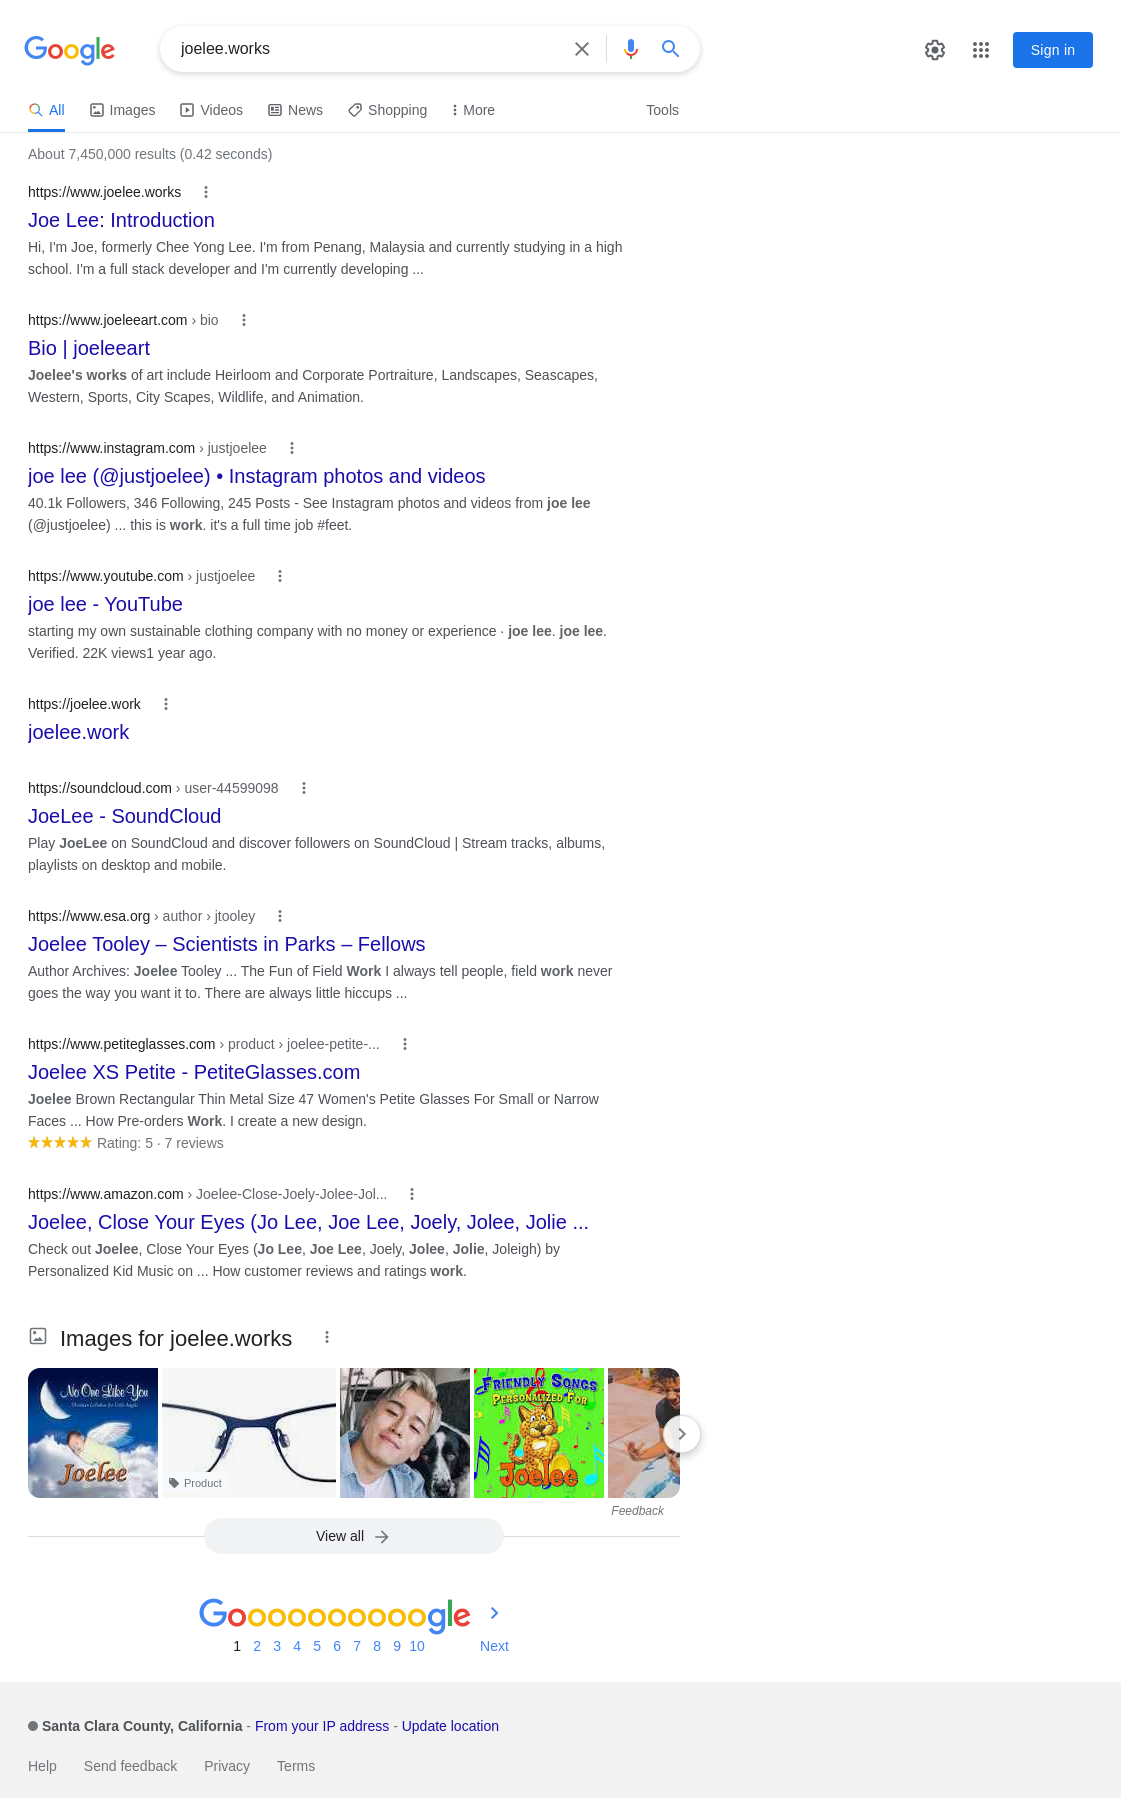 Google
joelee.works
Sign in
All
Images
Videos
News
Shopping
More
Tools
About 7,450,000 results (0.42 seconds)
https://www.joelee.works
Joe Lee: Introduction
Hi, I'm Joe, formerly Chee Yong Lee. I'm from Penang, Malaysia and currently studying in a high
school. I'm a full stack developer and I'm currently developing ...
https://www.joeleeart.com › bio
Bio | joeleeart
Joelee's works of art include Heirloom and Corporate Portraiture, Landscapes, Seascapes,
Western, Sports, City Scapes, Wildlife, and Animation.
https://www.instagram.com › justjoelee
joe lee (@justjoelee) • Instagram photos and videos
40.1k Followers, 346 Following, 245 Posts - See Instagram photos and videos from joe lee
(@justjoelee) ... this is work. it's a full time job #feet.
https://www.youtube.com › justjoelee
joe lee - YouTube
starting my own sustainable clothing company with no money or experience · joe lee. joe lee.
Verified. 22K views1 year ago.
https://joelee.work
joelee.work
https://soundcloud.com › user-44599098
JoeLee - SoundCloud
Play JoeLee on SoundCloud and discover followers on SoundCloud | Stream tracks, albums,
playlists on desktop and mobile.
https://www.esa.org › author › jtooley
Joelee Tooley – Scientists in Parks – Fellows
Author Archives: Joelee Tooley ... The Fun of Field Work I always tell people, field work never
goes the way you want it to. There are always little hiccups ...
https://www.petiteglasses.com › product › joelee-petite-...
Joelee XS Petite - PetiteGlasses.com
Joelee Brown Rectangular Thin Metal Size 47 Women's Petite Glasses For Small or Narrow
Faces ... How Pre-orders Work. I create a new design.
Rating: 5 · 7 reviews
https://www.amazon.com › Joelee-Close-Joely-Jolee-Jol...
Joelee, Close Your Eyes (Jo Lee, Joe Lee, Joely, Jolee, Jolie ...
Check out Joelee, Close Your Eyes (Jo Lee, Joe Lee, Joely, Jolee, Jolie, Joleigh) by
Personalized Kid Music on ... How customer reviews and ratings work.
Images for joelee.works
No One Like You
Christian Lullabies for Little Angels
Joelee
Product
FRIENDLY SONGS
PERSONALIZED FOR
Joelee
Feedback
View all
Goooooooooogle
1 2 3 4 5 6 7 8 9 10 Next
Santa Clara County, California - From your IP address - Update location
Help Send feedback Privacy Terms